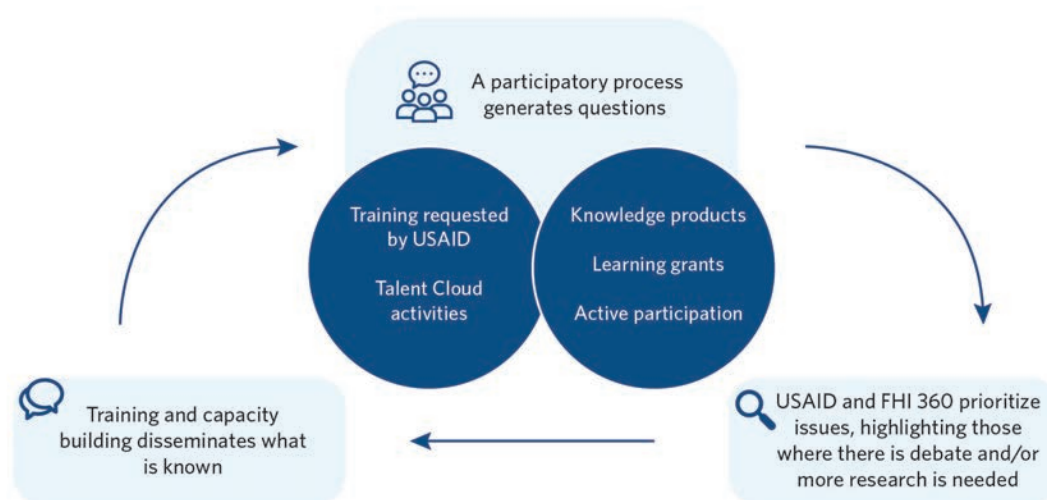 A participatory process
generates questions
Training requested
by USAID
Talent Cloud
activities
Knowledge products
Learning grants
Active participation
Training and capacity
building disseminates what
is known
USAID and FHI 360 prioritize
issues, highlighting those
where there is debate and/or
more research is needed